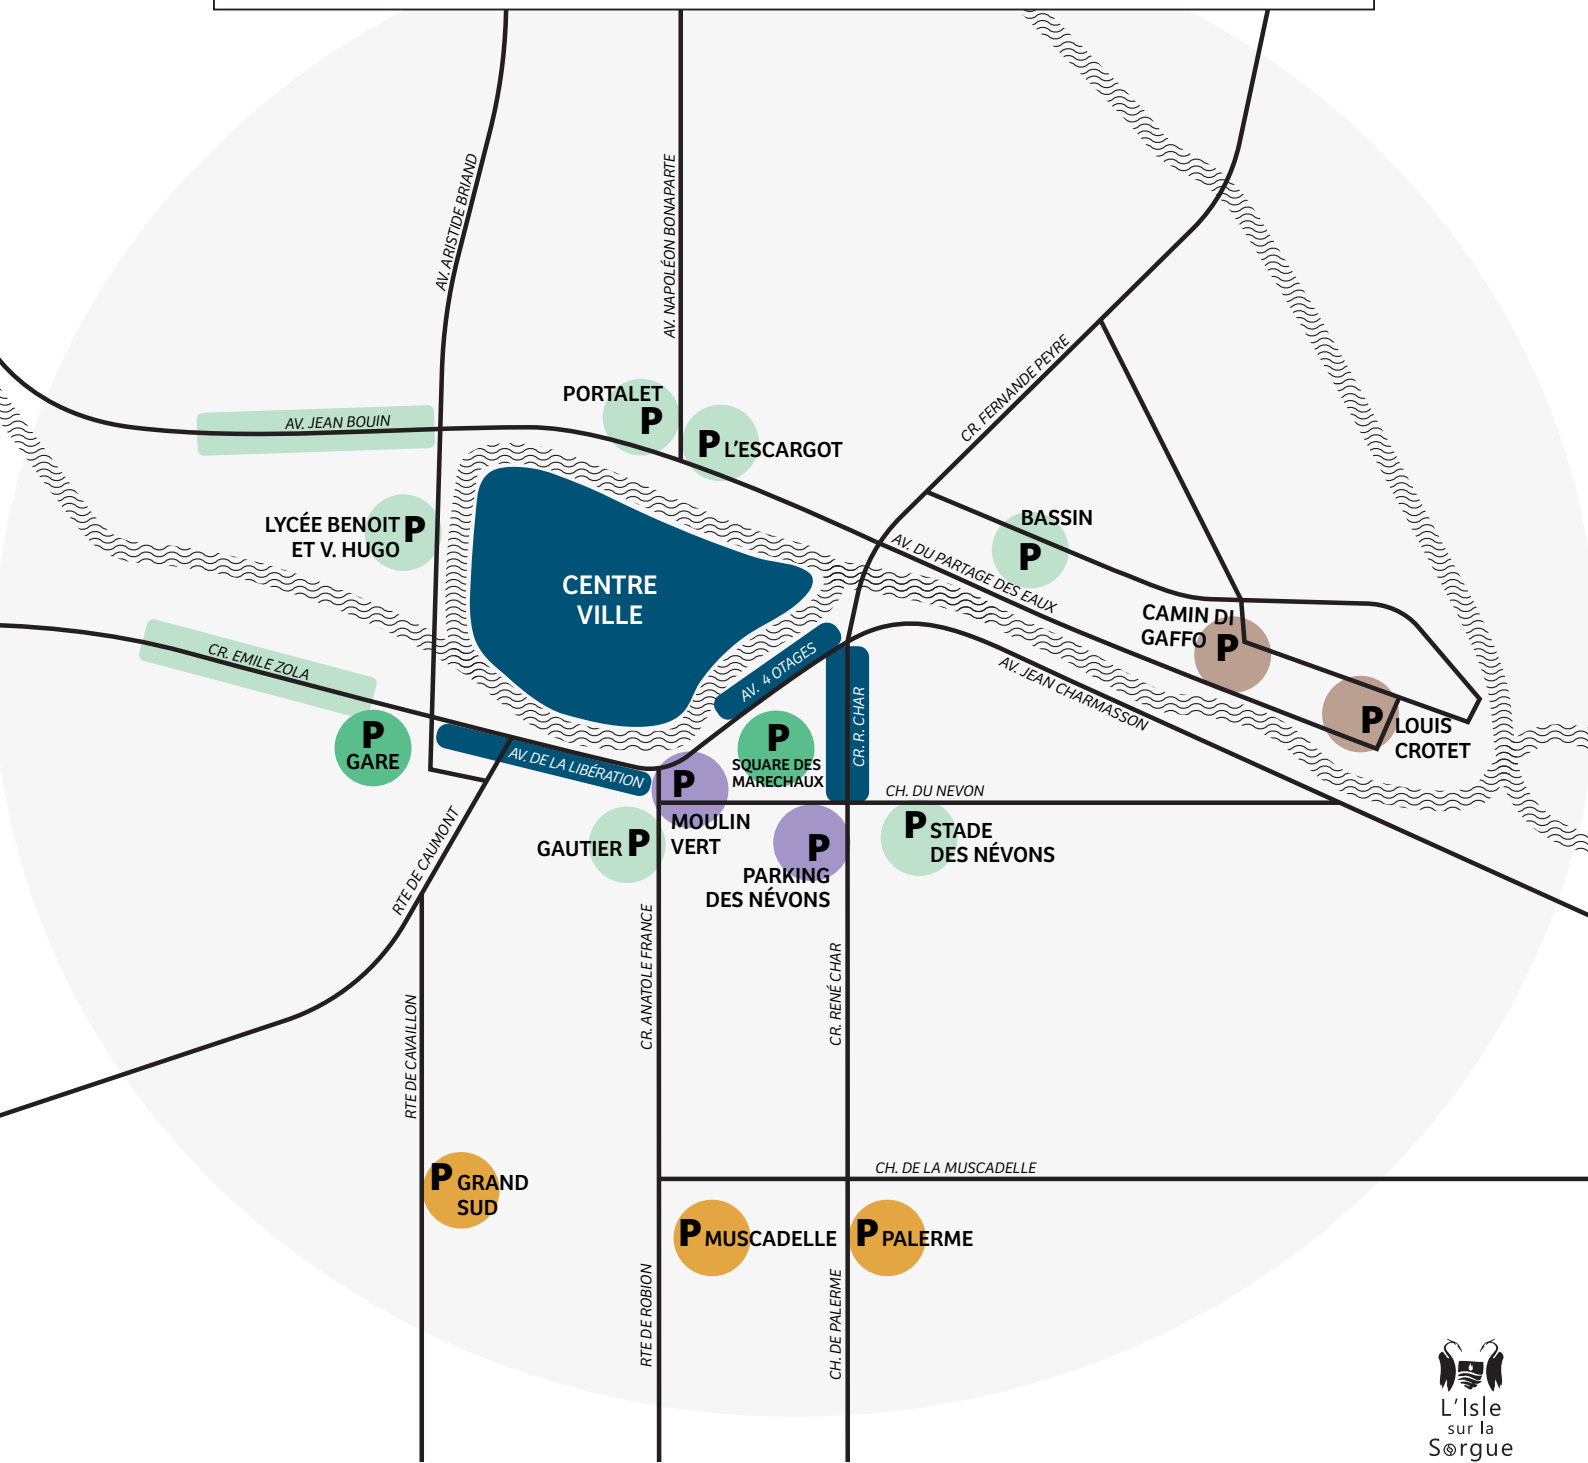 AV. ARISTIDE BRIAND
AV. NAPOLÉON BONAPARTE
CR. FERNANDE PEYRE
PORTALET
P
AV. JEAN BOUIN
P L'ESCARGOT
LYCÉE BENOIT
ET V. HUGO
P
BASSIN
P
AV. DU PARTAGE DES EAUX
CENTRE
VILLE
CAMIN DI
GAFFO
P
CR. EMILE ZOLA
AV. 4 OTAGES
CR. R. CHAR
AV. JEAN CHARMASSON
P
LOUIS
CROTET
P
GARE
AV. DE LA LIBÉRATION
P
SQUARE DES
MARECHAUX
P
MOULIN
VERT
CH. DU NEVON
GAUTIER P
P
PARKING
DES NÉVONS
P STADE
DES NÉVONS
RTE DE CAUMONT
CR. ANATOLE FRANCE
CR. RENÉ CHAR
RTE DE CAVAILLON
CH. DE LA MUSCADELLE
P GRAND
SUD
P MUSCADELLE
P PALERME
RTE DE ROBION
CH. DE PALERME
L'Isle
sur la
Sorgue